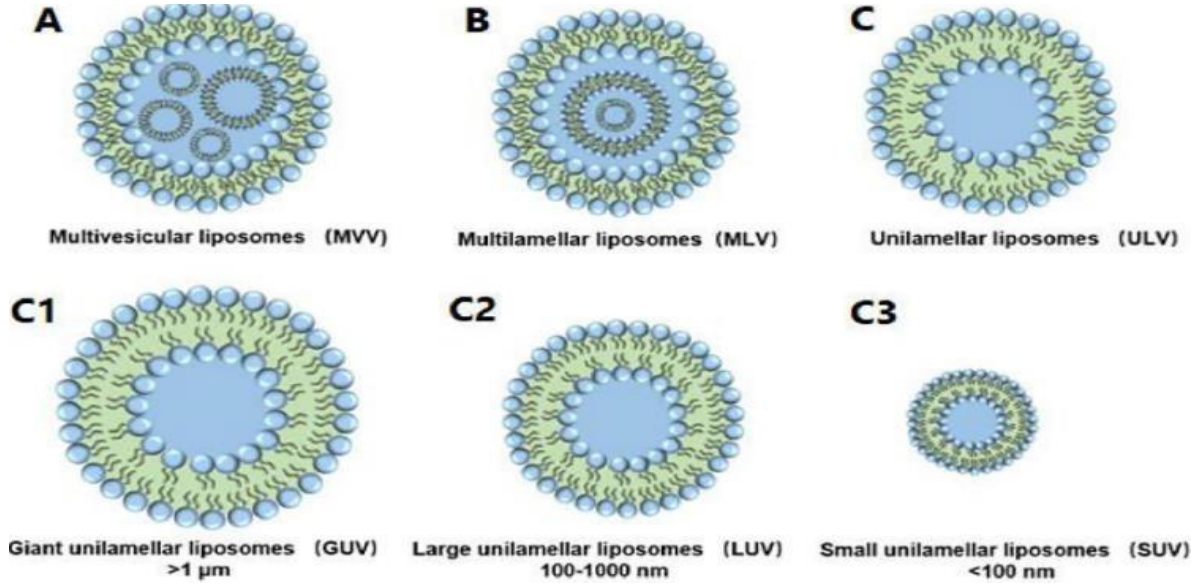 A
B
C
Multivesicular liposomes (MVV)
Multilamellar liposomes (MLV)
Unilamellar liposomes (ULV)
C1
C2
C3
Giant unilamellar liposomes (GUV)
>1 μm
Large unilamellar liposomes (LUV)
100-1000 nm
Small unilamellar liposomes (SUV)
<100 nm